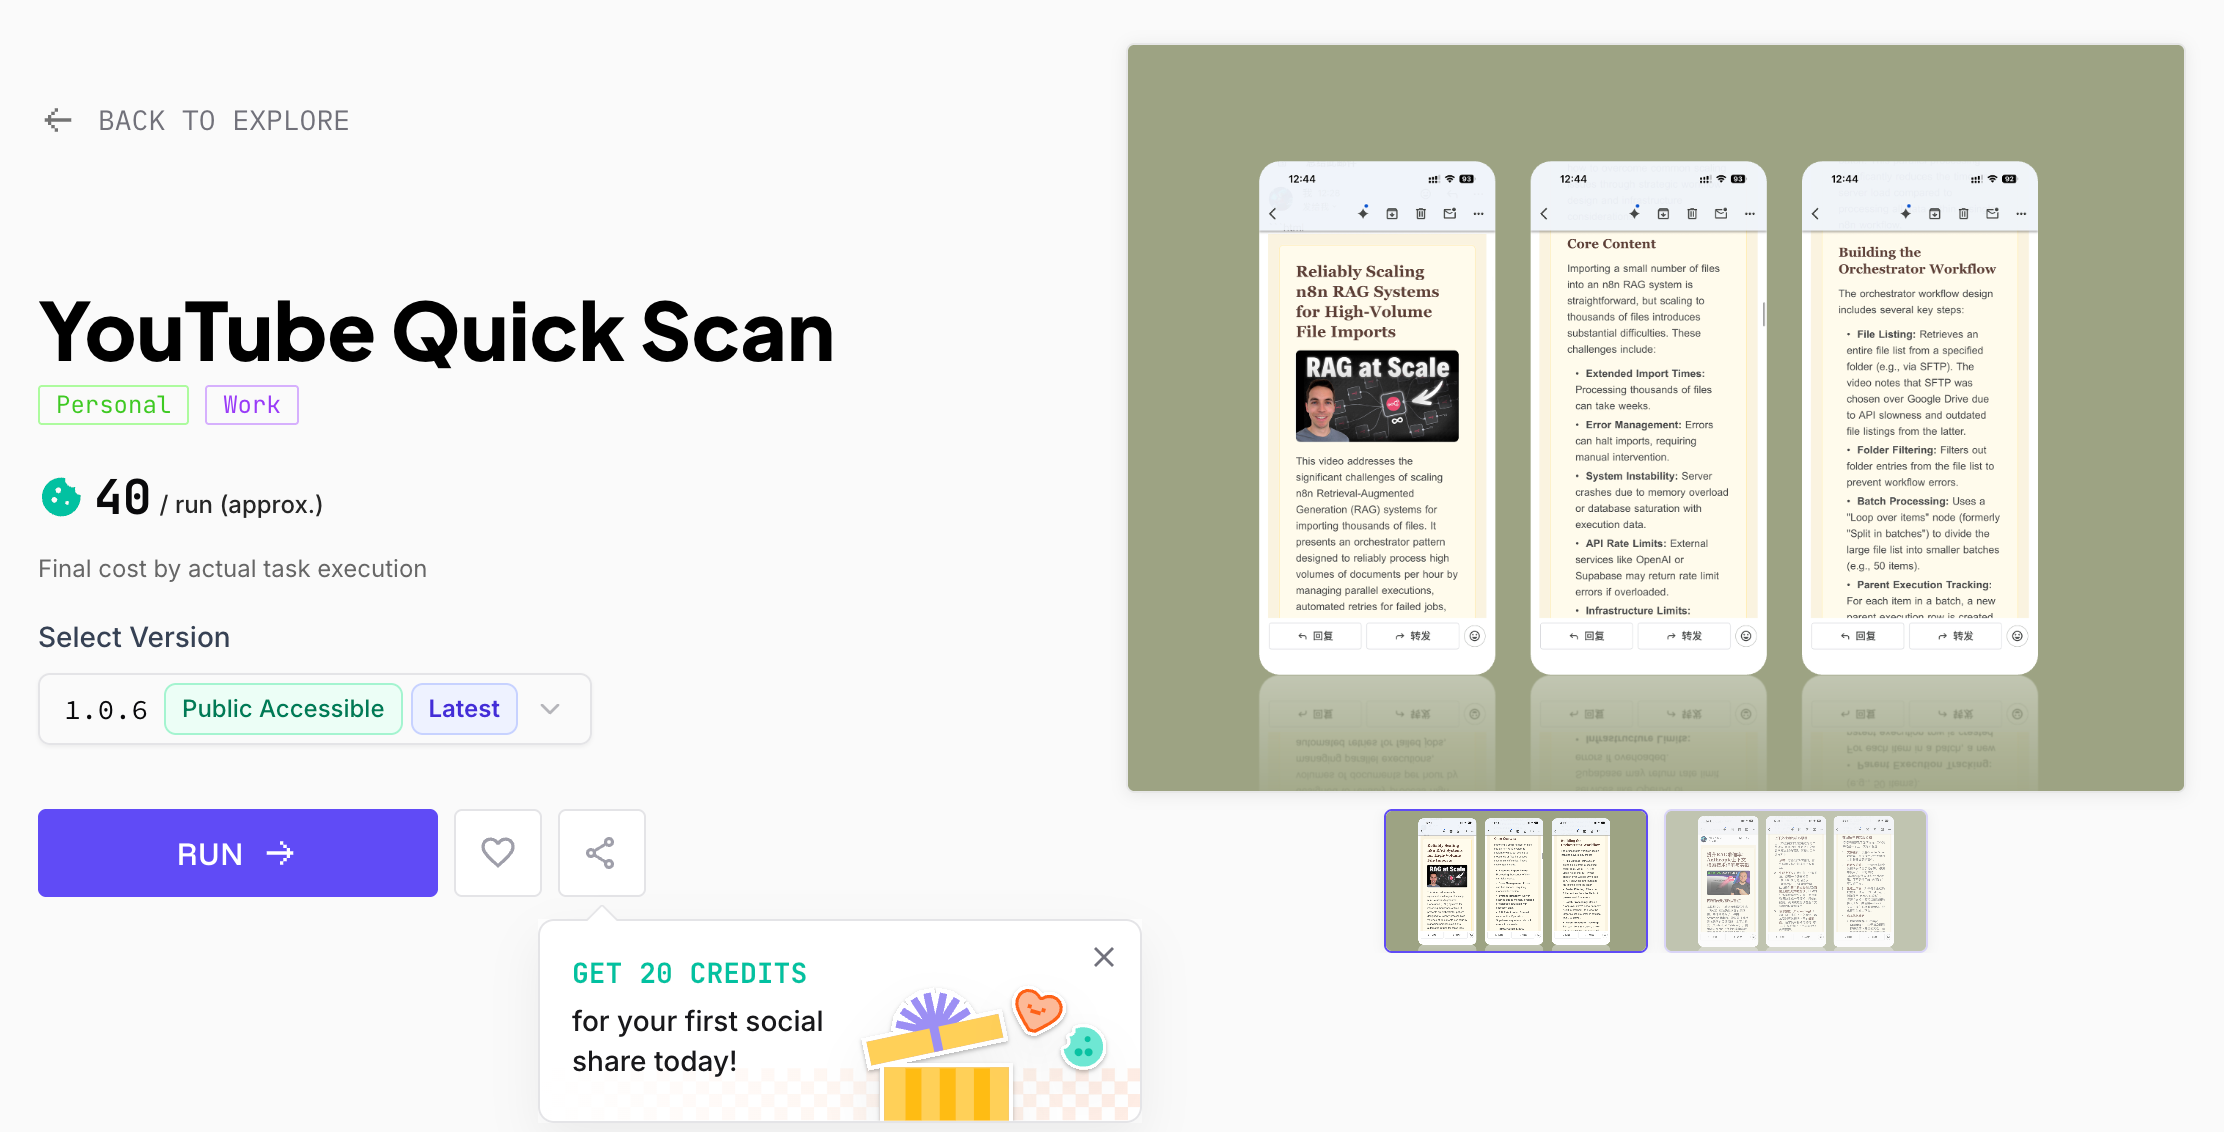 BACK TO EXPLORE
YouTube Quick Scan
Personal
Work
40 / run (approx.)
Final cost by actual task execution
Select Version
1.0.6
Public Accessible
Latest
RUN
GET 20 CREDITS
for your first social
share today!
12:44
93
Reliably Scaling
n8n RAG Systems
for High-Volume
File Imports
RAG at Scale
This video addresses the
significant challenges of scaling
n8n Retrieval-Augmented
Generation (RAG) systems for
importing thousands of files. It
presents an orchestrator pattern
designed to reliably process high
volumes of documents per hour by
managing parallel executions,
automated retries for failed jobs,
回复
转发
12:44
93
Core Content
Importing a small number of files
into an n8n RAG system is
straightforward, but scaling to
thousands of files introduces
substantial difficulties. These
challenges include:
• Extended Import Times:
Processing thousands of files
can take weeks.
• Error Management: Errors
can halt imports, requiring
manual intervention.
• System Instability: Server
crashes due to memory overload
or database saturation with
execution data.
• API Rate Limits: External
services like OpenAI or
Supabase may return rate limit
errors if overloaded.
• Infrastructure Limits:
回复
转发
12:44
92
Building the
Orchestrator Workflow
The orchestrator workflow design
includes several key steps:
• File Listing: Retrieves an
entire file list from a specified
folder (e.g., via SFTP). The
video notes that SFTP was
chosen over Google Drive due
to API slowness and outdated
file listings from the latter.
• Folder Filtering: Filters out
folder entries from the file list to
prevent workflow errors.
• Batch Processing: Uses a
"Loop over items" node (formerly
"Split in batches") to divide the
large file list into smaller batches
(e.g., 50 items).
• Parent Execution Tracking:
For each item in a batch, a new
parent execution row is created
回复
转发